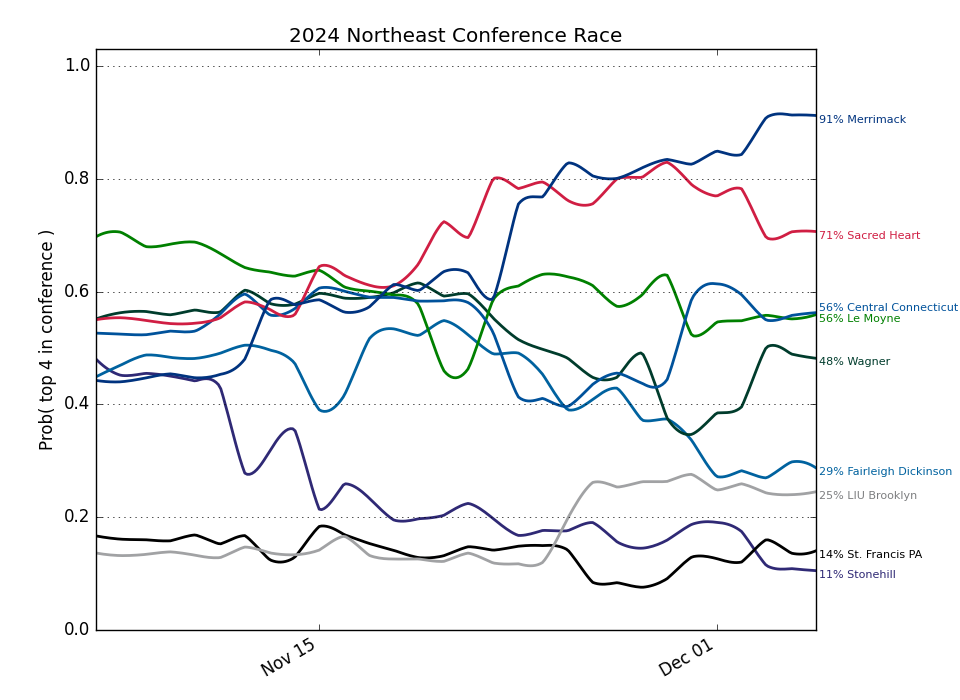 2024 Northeast Conference Race
Prob( top 4 in conference )
1.0
0.8
0.6
0.4
0.2
0.0
Nov 15
Dec 01
91% Merrimack
71% Sacred Heart
56% Central Connecticut
56% Le Moyne
48% Wagner
29% Fairleigh Dickinson
25% LIU Brooklyn
14% St. Francis PA
11% Stonehill